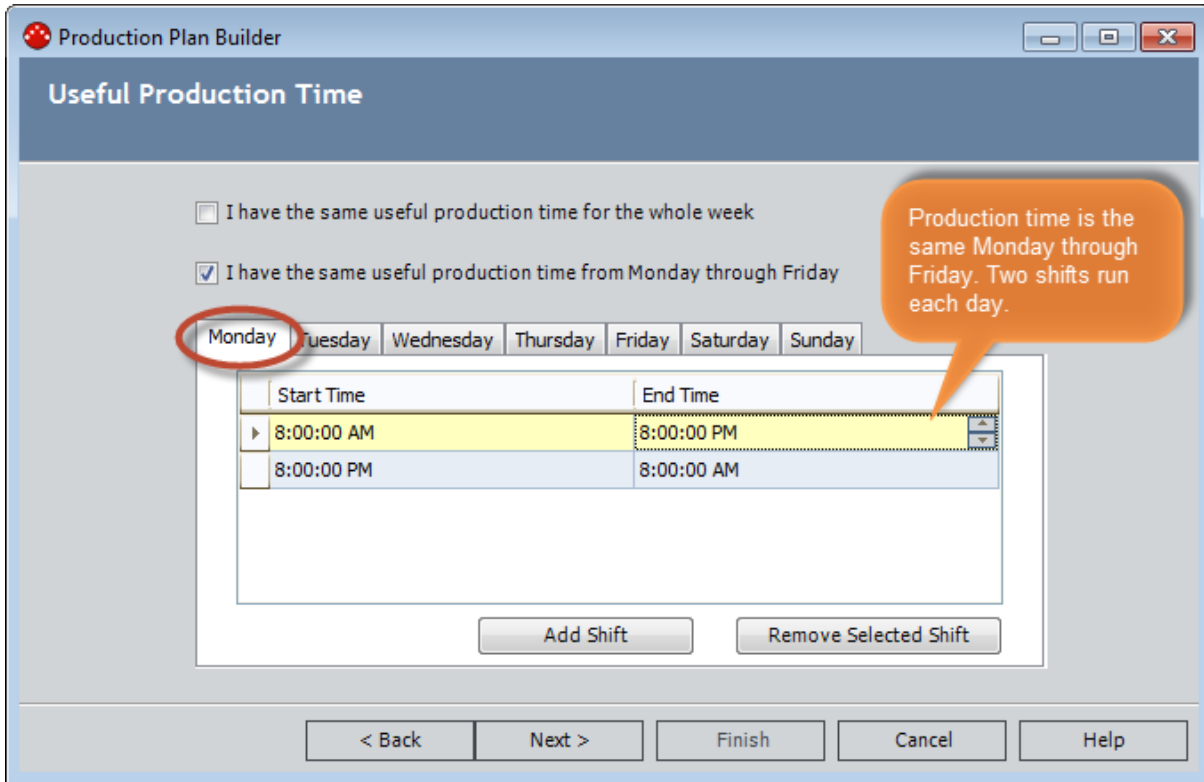 Production Plan Builder
Useful Production Time
I have the same useful production time for the whole week
I have the same useful production time from Monday through Friday
Production time is the
same Monday through
Friday. Two shifts run
each day.
Monday Tuesday Wednesday Thursday Friday Saturday Sunday
Start Time End Time
8:00:00 AM 8:00:00 PM
8:00:00 PM 8:00:00 AM
Add Shift Remove Selected Shift
< Back Next > Finish Cancel Help